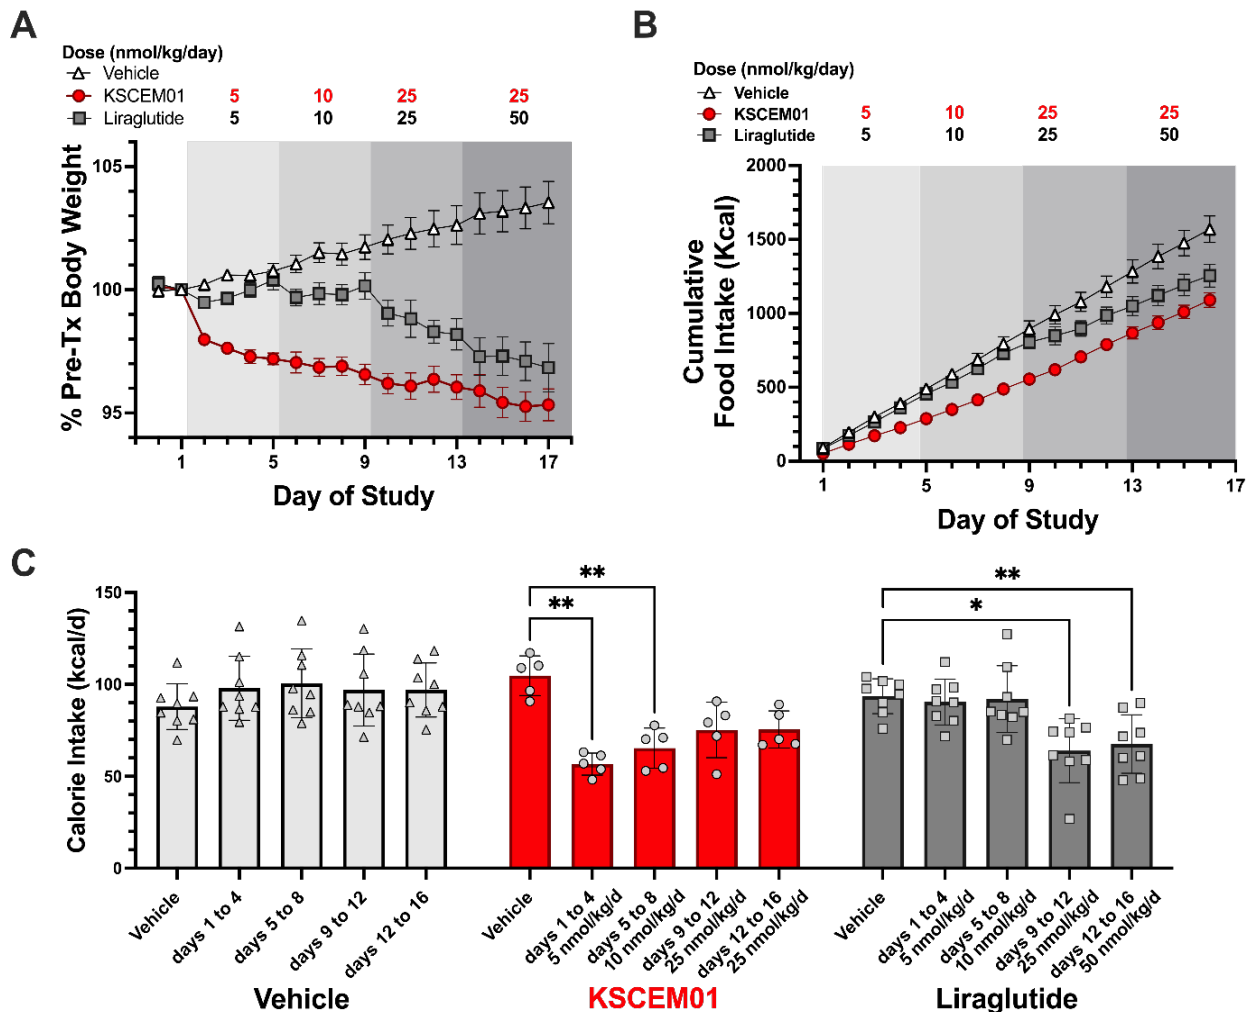 A
Dose (nmol/kg/day)
Vehicle
KSCEM01 5 10 25 25
Liraglutide 5 10 25 50
% Pre-Tx Body Weight
105
100
95
1 5 9 13 17
Day of Study
B
Dose (nmol/kg/day)
Vehicle
KSCEM01 5 10 25 25
Liraglutide 5 10 25 50
Cumulative
Food Intake (Kcal)
2000
1500
1000
500
0
1 5 9 13 17
Day of Study
C
Calorie Intake (kcal/d)
150
100
50
0
** ** * **
Vehicle
days 1 to 4
days 5 to 8
days 9 to 12
days 12 to 16
Vehicle
Vehicle
days 1 to 4
5 nmol/kg/d
days 5 to 8
10 nmol/kg/d
days 9 to 12
25 nmol/kg/d
days 12 to 16
25 nmol/kg/d
KSCEM01
Vehicle
days 1 to 4
5 nmol/kg/d
days 5 to 8
10 nmol/kg/d
days 9 to 12
25 nmol/kg/d
days 12 to 16
50 nmol/kg/d
Liraglutide